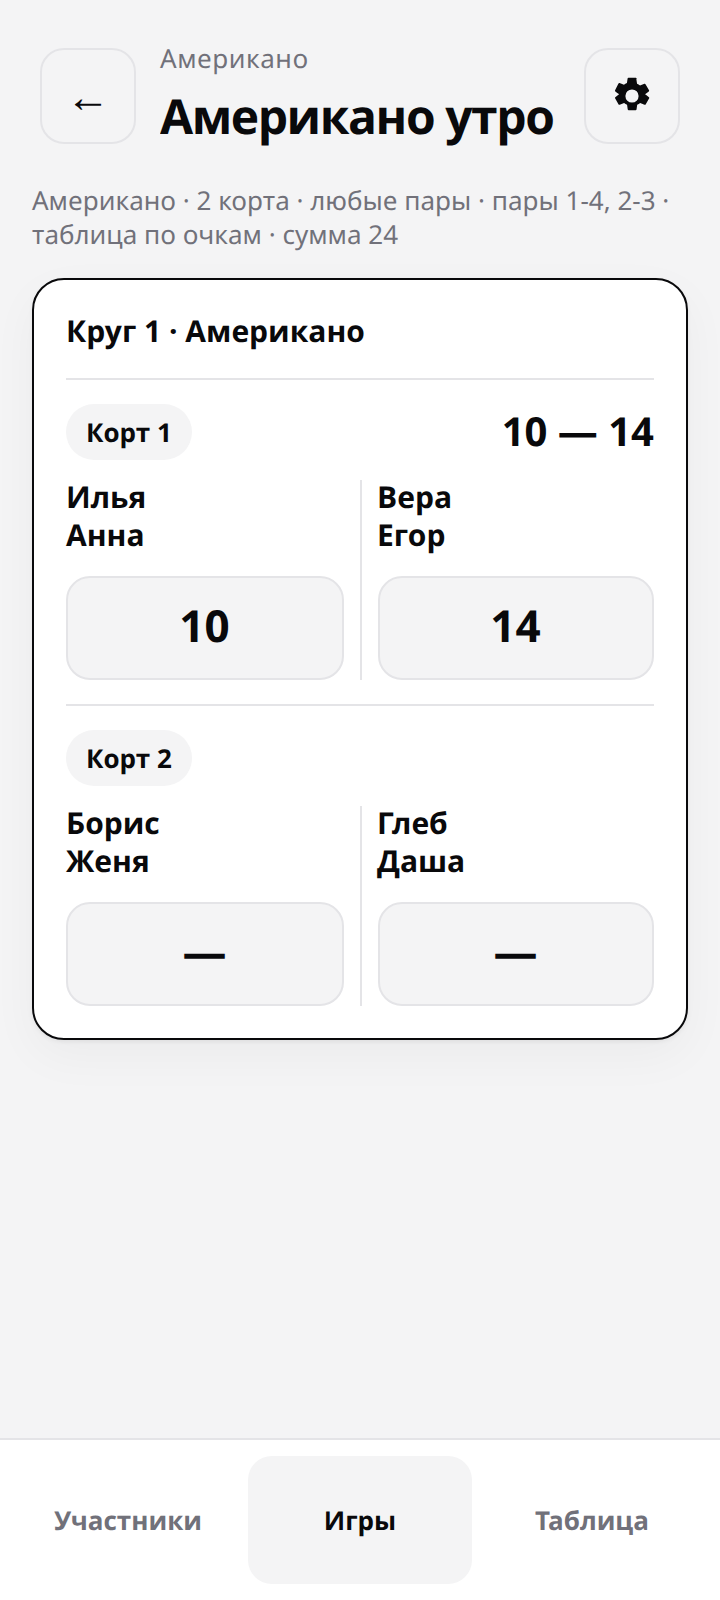 ←
Американо
Американо утро
Американо · 2 корта · любые пары · пары 1-4, 2-3 ·
таблица по очкам · сумма 24
Круг 1 · Американо
Корт 1
10 — 14
Илья
Анна
Вера
Егор
10
14
Корт 2
Борис
Женя
Глеб
Даша
—
—
Участники
Игры
Таблица